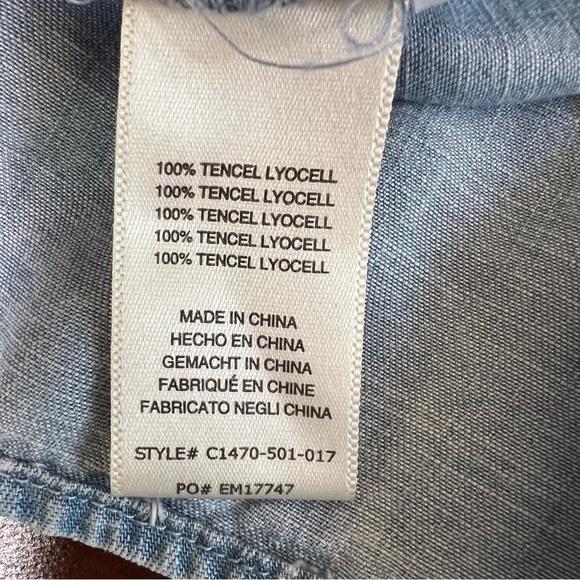 100% TENCEL LYOCELL
100% TENCEL LYOCELL
100% TENCEL LYOCELL
100% TENCEL LYOCELL
100% TENCEL LYOCELL
MADE IN CHINA
HECHO EN CHINA
GEMACHT IN CHINA
FABRIQUÉ EN CHINE
FABRICATO NEGLI CHINA
STYLE# C1470-501-017
PO# EM17747